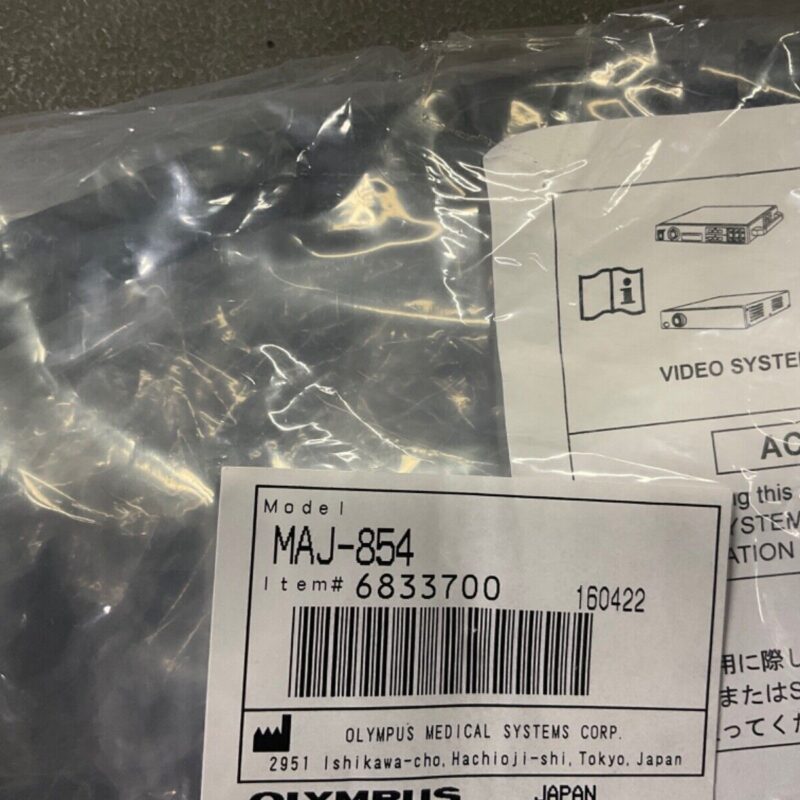 VIDEO SYSTE
AC
g this
YSTEM
ATION
用に際し
またはS
ってくだ
Model
MAJ-854
Item# 6833700
160422
OLYMPUS MEDICAL SYSTEMS CORP.
2951 Ishikawa-cho, Hachioji-shi, Tokyo, Japan
OLYMPUS JAPAN